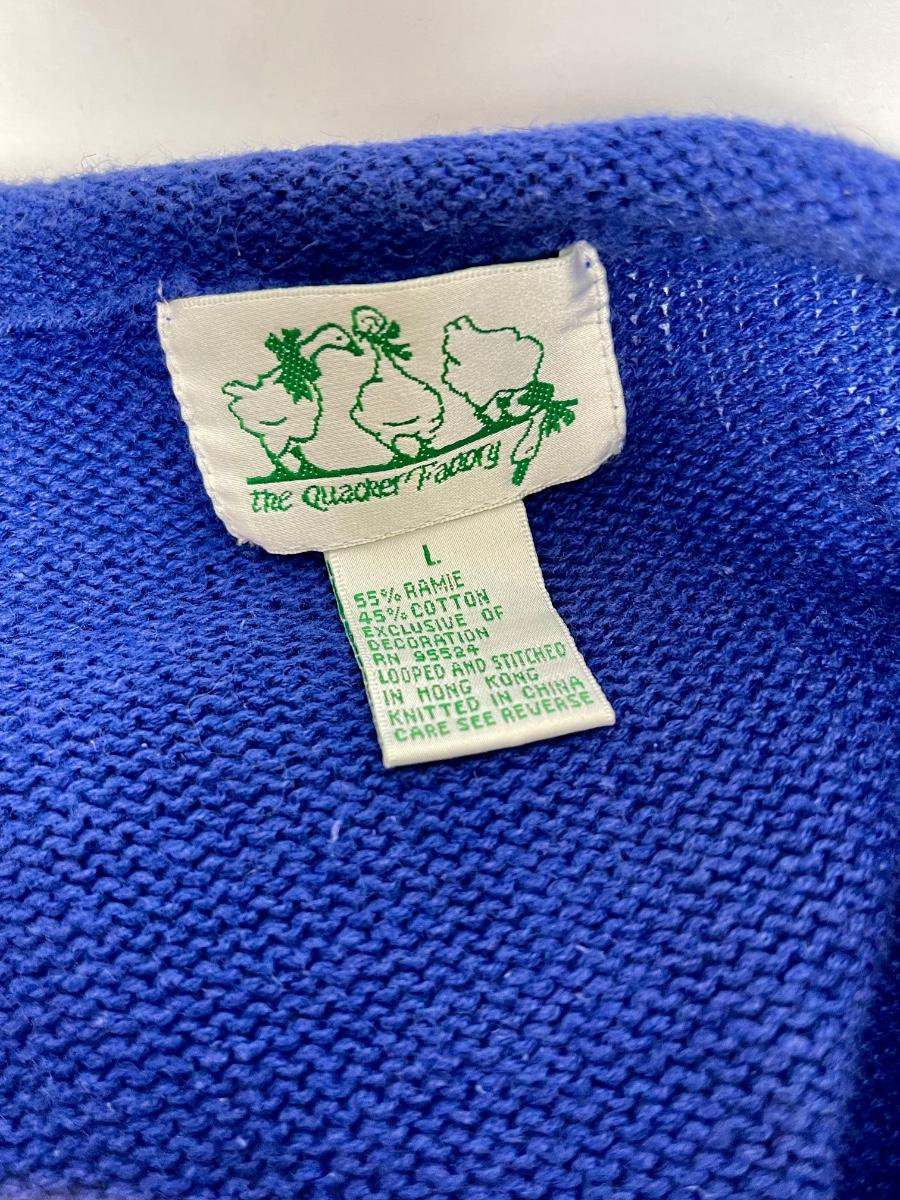 the Quacker Factory
L
55% RAMIE
45% COTTON
EXCLUSIVE OF
DECORATION
RN 95524
LOOPED AND STITCHED
IN HONG KONG
KNITTED IN CHINA
CARE SEE REVERSE